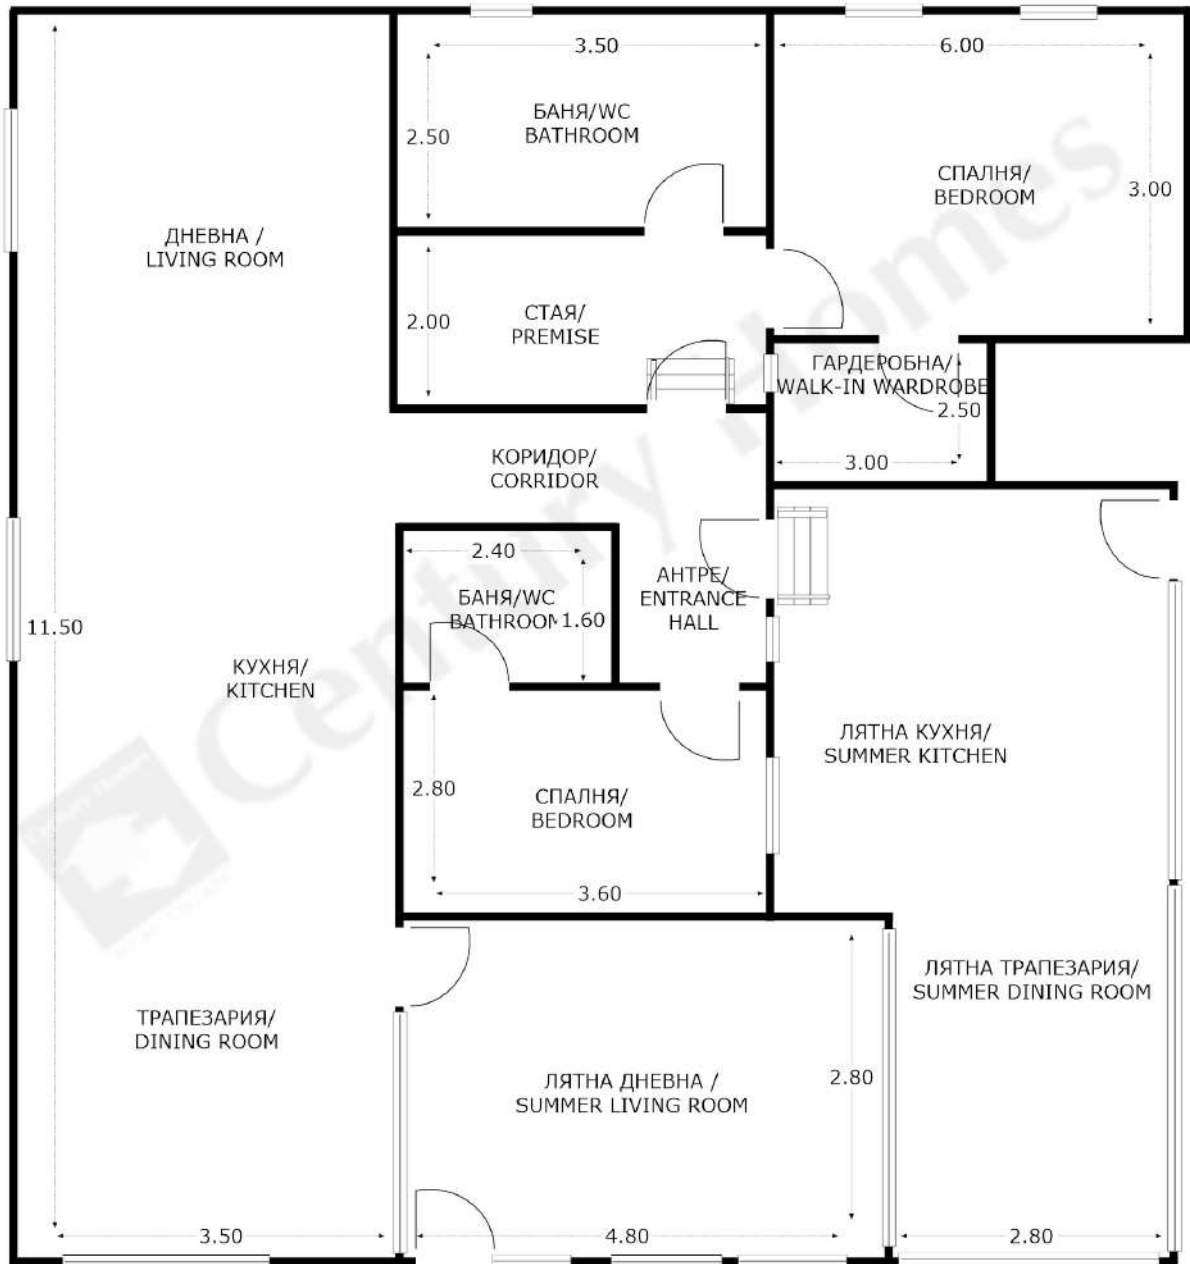 3.50
6.00
БАНЯ/WC
BATHROOM
2.50
СПАЛНЯ/
BEDROOM
3.00
ДНЕВНА /
LIVING ROOM
СТАЯ/
PREMISE
2.00
ГАРДЕРОБНА/
WALK-IN WARDROBE
2.50
3.00
КОРИДОР/
CORRIDOR
2.40
БАНЯ/WC
BATHROOM
1.60
АНТРЕ/
ENTRANCE
HALL
11.50
КУХНЯ/
KITCHEN
ЛЯТНА КУХНЯ/
SUMMER KITCHEN
2.80
СПАЛНЯ/
BEDROOM
3.60
ЛЯТНА ТРАПЕЗАРИЯ/
SUMMER DINING ROOM
ТРАПЕЗАРИЯ/
DINING ROOM
ЛЯТНА ДНЕВНА /
SUMMER LIVING ROOM
2.80
3.50
4.80
2.80
Century Homes